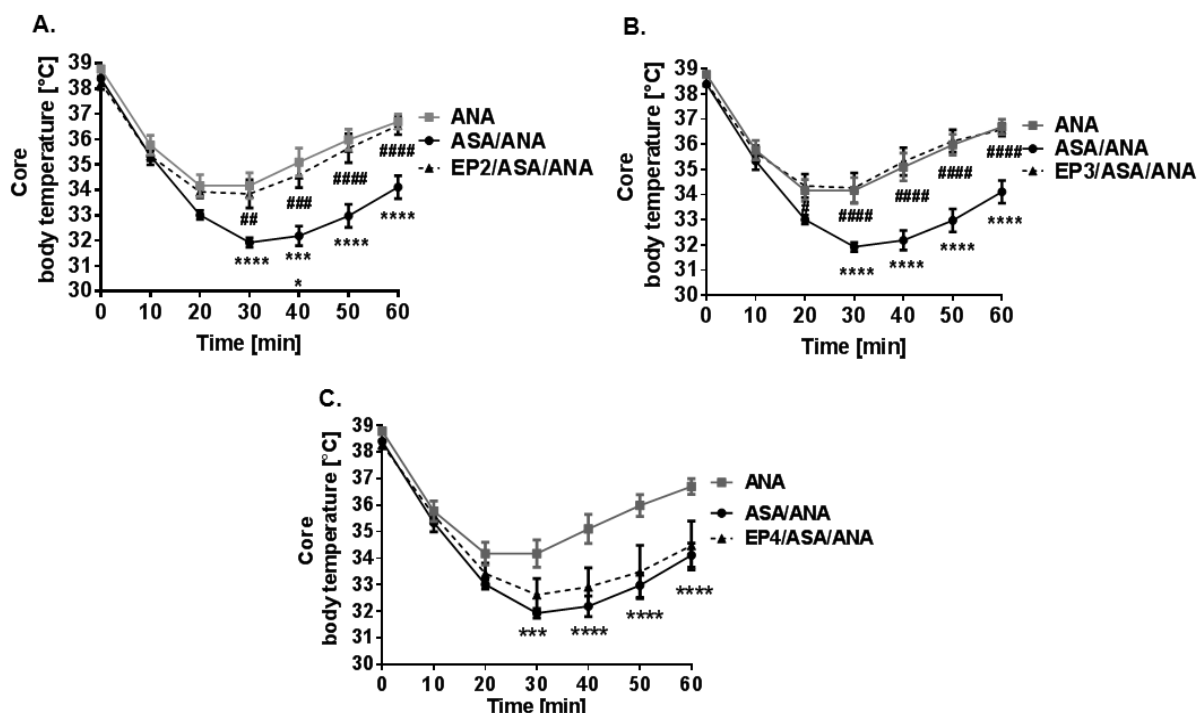 A.
Core
body temperature [°C]
39
38
37
36
35
34
33
32
31
30
0 10 20 30 40 50 60
Time [min]
ANA
ASA/ANA
EP2/ASA/ANA
##
###
####
####
****
***
*
****
****
B.
Core
body temperature [°C]
39
38
37
36
35
34
33
32
31
30
0 10 20 30 40 50 60
Time [min]
ANA
ASA/ANA
EP3/ASA/ANA
#
####
####
####
####
****
****
****
****
C.
Core
body temperature [°C]
39
38
37
36
35
34
33
32
31
30
0 10 20 30 40 50 60
Time [min]
ANA
ASA/ANA
EP4/ASA/ANA
***
****
****
****